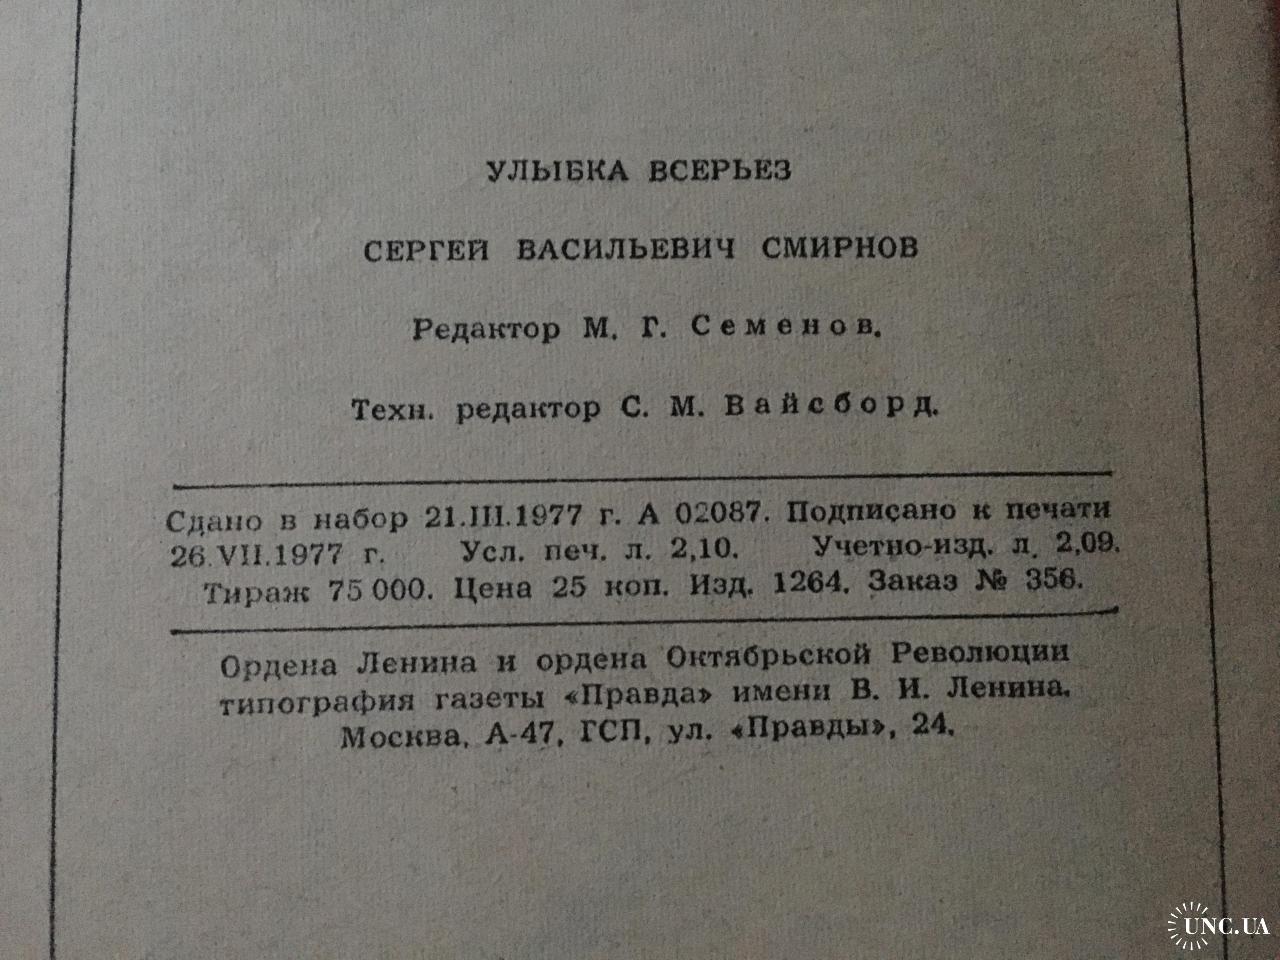 УЛЫБКА ВСЕРЬЕЗ
СЕРГЕЙ ВАСИЛЬЕВИЧ СМИРНОВ
Редактор М. Г. Семенов.
Техн. редактор С. М. Вайсборд.
Сдано в набор 21.III.1977 г. А 02087. Подписано к печати
26.VII.1977 г. Усл. печ. л. 2,10. Учетно-изд. л. 2,09.
Тираж 75 000. Цена 25 коп. Изд. 1264. Заказ № 356.
Ордена Ленина и ордена Октябрьской Революции
типография газеты «Правда» имени В. И. Ленина.
Москва, А-47, ГСП, ул. «Правды», 24.
UNC.UA